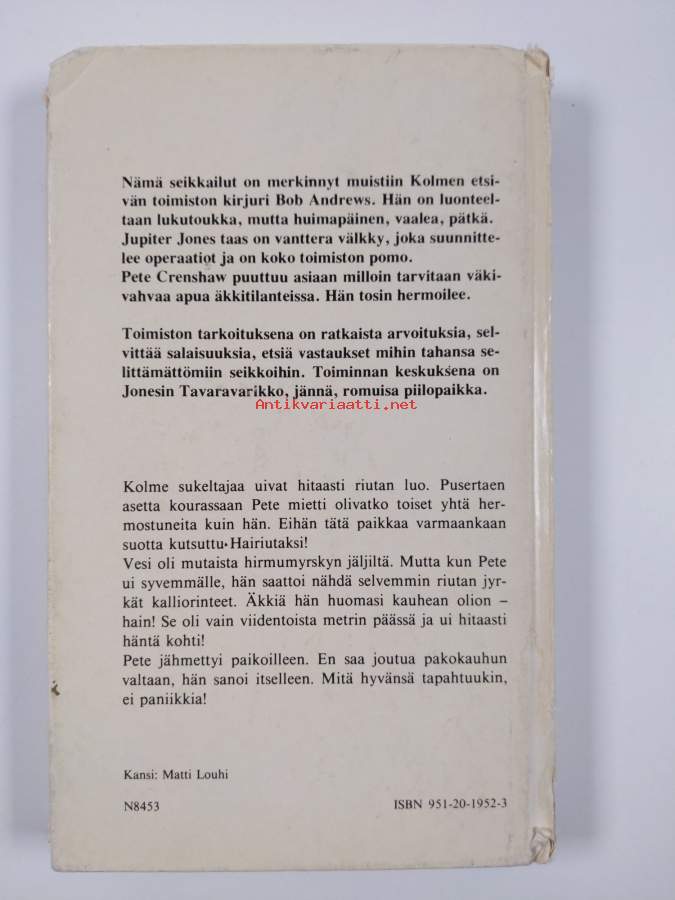 Nämä seikkailut on merkinnyt muistiin Kolmen etsi-
vän toimiston kirjuri Bob Andrews. Hän on luonteel-
taan lukutoukka, mutta huimapäinen, vaalea, pätkä.
Jupiter Jones taas on vanttera välkky, joka suunnitte-
lee operaatiot ja on koko toimiston pomo.
Pete Crenshaw puuttuu asiaan milloin tarvitaan väki-
vahvaa apua äkkitilanteissa. Hän tosin hermoilee.
Toimiston tarkoituksena on ratkaista arvoituksia, sel-
vittää salaisuuksia, etsiä vastaukset mihin tahansa se-
littämättömiin seikkoihin. Toiminnan keskuksena on
Jonesin Tavaravarikko, jännä, romuisa piilopaikka.
Antikvariaatti.net
Kolme sukeltajaa uivat hitaasti riutan luo. Pusertaen
asetta kourassaan Pete mietti olivatko toiset yhtä her-
mostuneita kuin hän. Eihän tätä paikkaa varmaankaan
suotta kutsuttu Hairiutaksi!
Vesi oli mutaista hirmumyrskyn jäljiltä. Mutta kun Pete
ui syvemmälle, hän saattoi nähdä selvemmin riutan jyr-
kät kalliorinteet. Äkkiä hän huomasi kauhean olion –
hain! Se oli vain viidentoista metrin päässä ja ui hitaasti
häntä kohti!
Pete jähmettyi paikoilleen. En saa joutua pakokauhun
valtaan, hän sanoi itselleen. Mitä hyvänsä tapahtuukin,
ei paniikkia!
Kansi: Matti Louhi
N8453
ISBN 951-20-1952-3